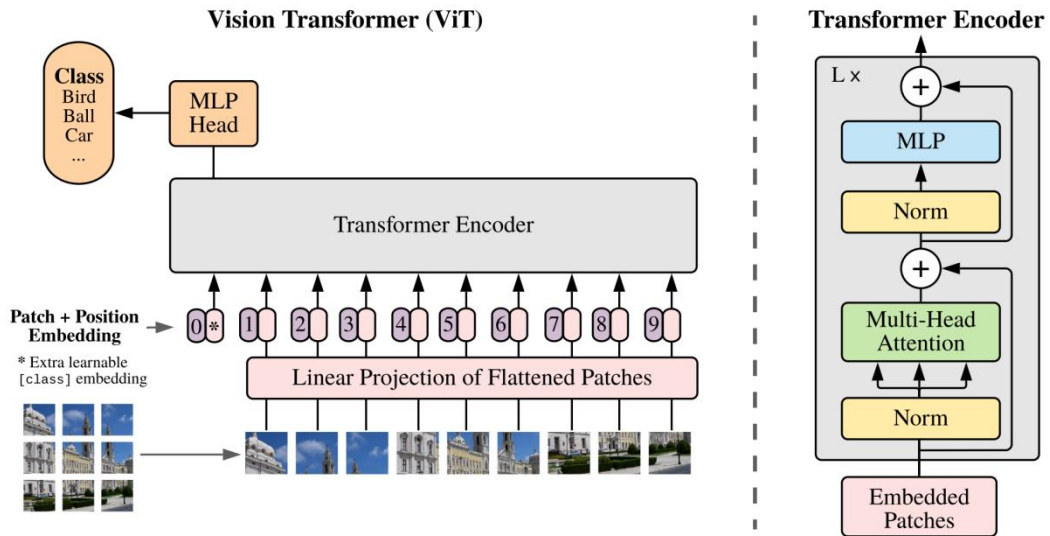 Vision Transformer (ViT)
Class
Bird
Ball
Car
...
MLP
Head
Transformer Encoder
Patch + Position
Embedding
0 * 1 2 3 4 5 6 7 8 9
* Extra learnable
[class] embedding
Linear Projection of Flattened Patches
Transformer Encoder
L ×
+
MLP
Norm
+
Multi-Head
Attention
Norm
Embedded
Patches